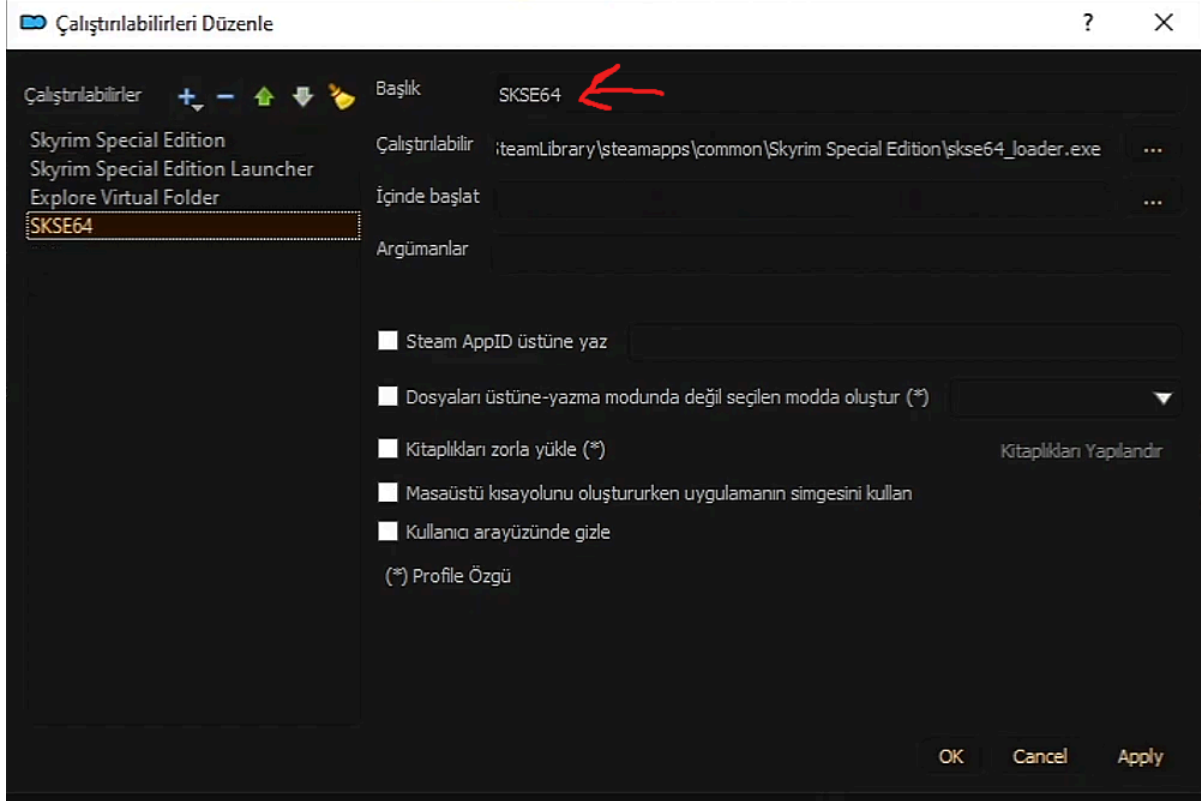 Çalıştırılabilirleri Düzenle
?
Çalıştırılabilirler
Skyrim Special Edition
Skyrim Special Edition Launcher
Explore Virtual Folder
SKSE64
Başlık SKSE64
Çalıştırılabilir teamLibrary\steamapps\common\Skyrim Special Edition\skse64_loader.exe ...
İçinde başlat ...
Argümanlar
Steam AppID üstüne yaz
Dosyaları üstüne-yazma modunda değil seçilen modda oluştur (*)
Kitaplıkları zorla yükle (*) Kitaplıkları Yapılandır
Masaüstü kısayolunu oluştururken uygulamanın simgesini kullan
Kullanıcı arayüzünde gizle
(*) Profile Özgü
OK Cancel Apply